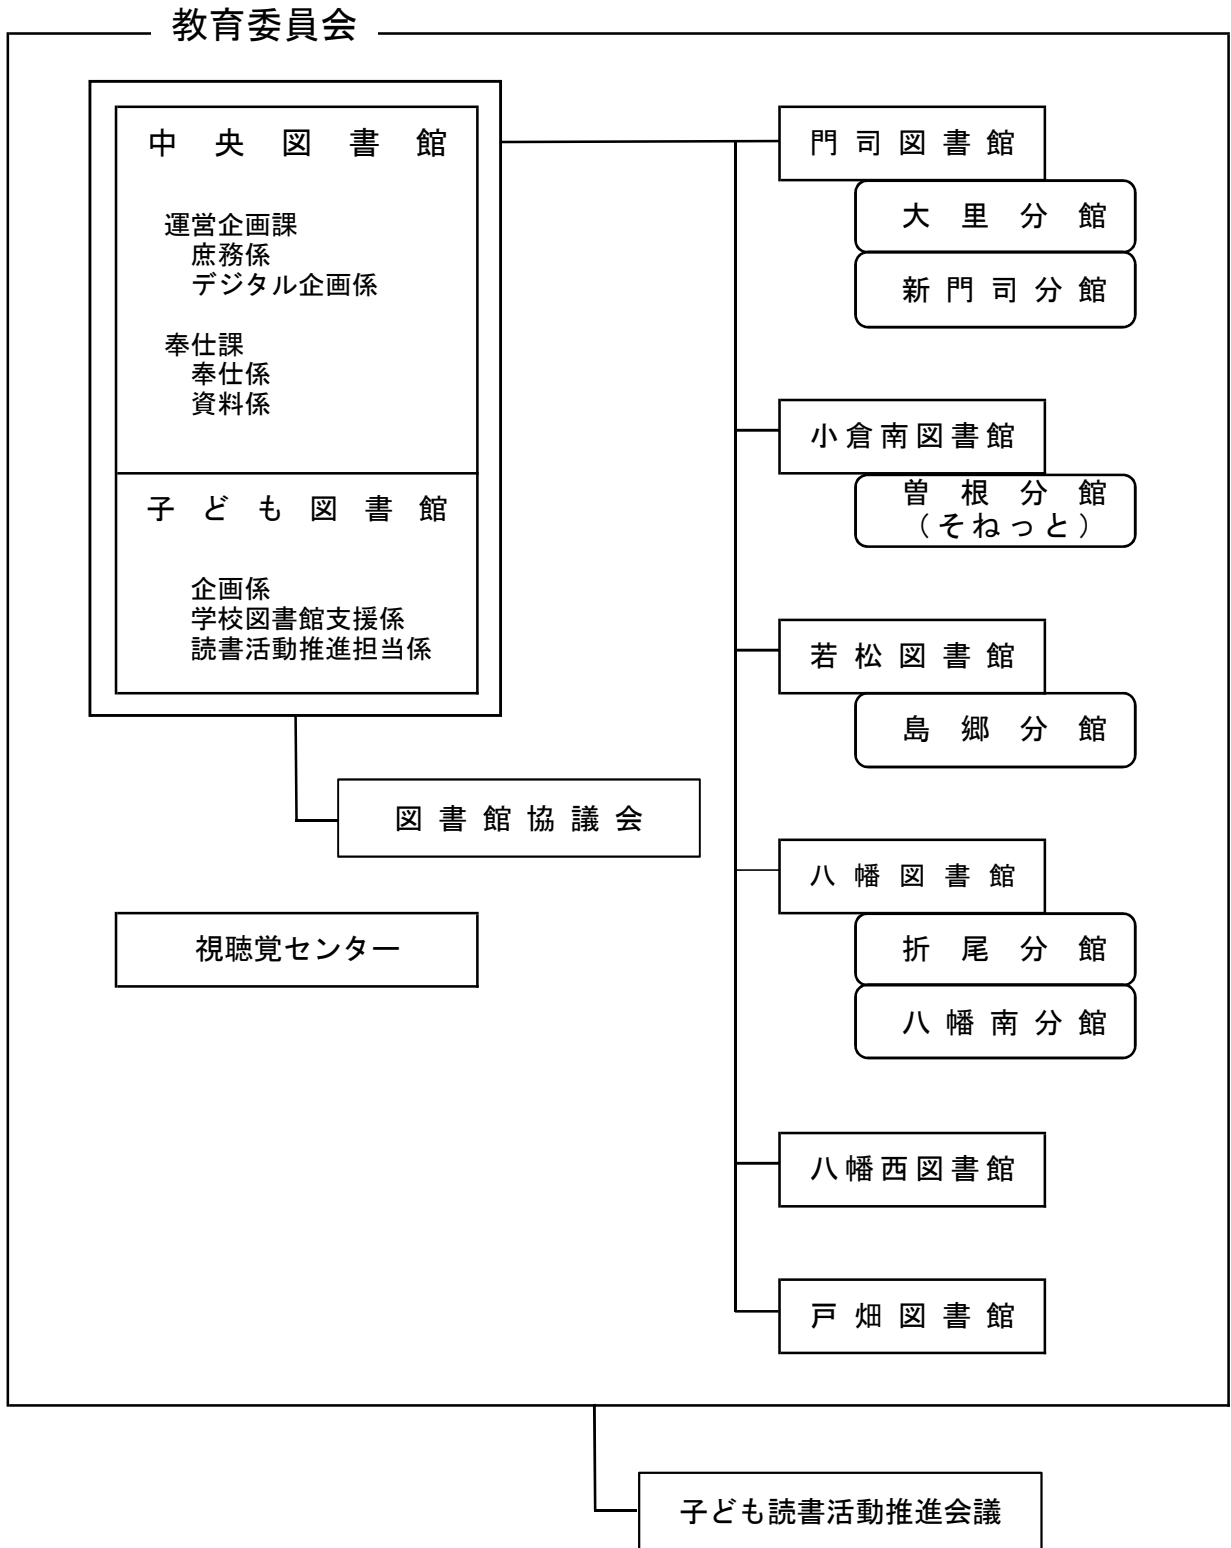 教育委員会
中央図書館
運営企画課
庶務係
デジタル企画係
奉仕課
奉仕係
資料係
子ども図書館
企画係
学校図書館支援係
読書活動推進担当係
図書館協議会
視聴覚センター
門司図書館
大里分館
新門司分館
小倉南図書館
曽根分館
（そねっと）
若松図書館
島郷分館
八幡図書館
折尾分館
八幡南分館
八幡西図書館
戸畑図書館
子ども読書活動推進会議